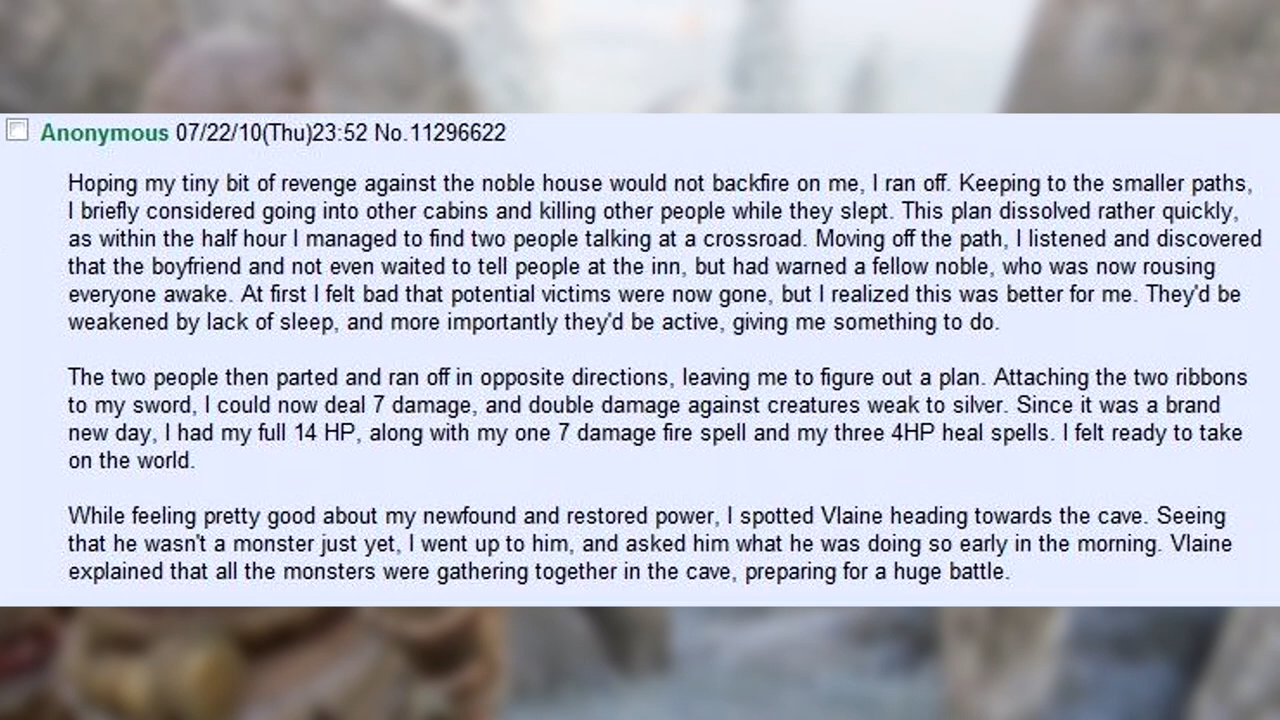 Anonymous 07/22/10(Thu)23:52 No.11296622
Hoping my tiny bit of revenge against the noble house would not backfire on me, I ran off. Keeping to the smaller paths,
I briefly considered going into other cabins and killing other people while they slept. This plan dissolved rather quickly,
as within the half hour I managed to find two people talking at a crossroad. Moving off the path, I listened and discovered
that the boyfriend and not even waited to tell people at the inn, but had warned a fellow noble, who was now rousing
everyone awake. At first I felt bad that potential victims were now gone, but I realized this was better for me. They'd be
weakened by lack of sleep, and more importantly they'd be active, giving me something to do.
The two people then parted and ran off in opposite directions, leaving me to figure out a plan. Attaching the two ribbons
to my sword, I could now deal 7 damage, and double damage against creatures weak to silver. Since it was a brand
new day, I had my full 14 HP, along with my one 7 damage fire spell and my three 4HP heal spells. I felt ready to take
on the world.
While feeling pretty good about my newfound and restored power, I spotted Vlaine heading towards the cave. Seeing
that he wasn't a monster just yet, I went up to him, and asked him what he was doing so early in the morning. Vlaine
explained that all the monsters were gathering together in the cave, preparing for a huge battle.